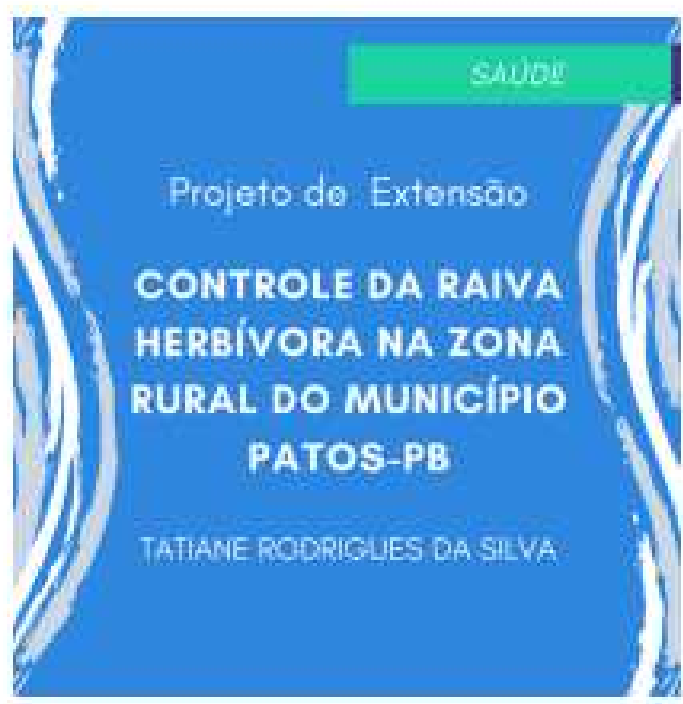 SAÚDE
Projeto de Extensão
CONTROLE DA RAIVA
HERBÍVORA NA ZONA
RURAL DO MUNICÍPIO
PATOS-PB
TATIANE RODRIGUES DA SILVA